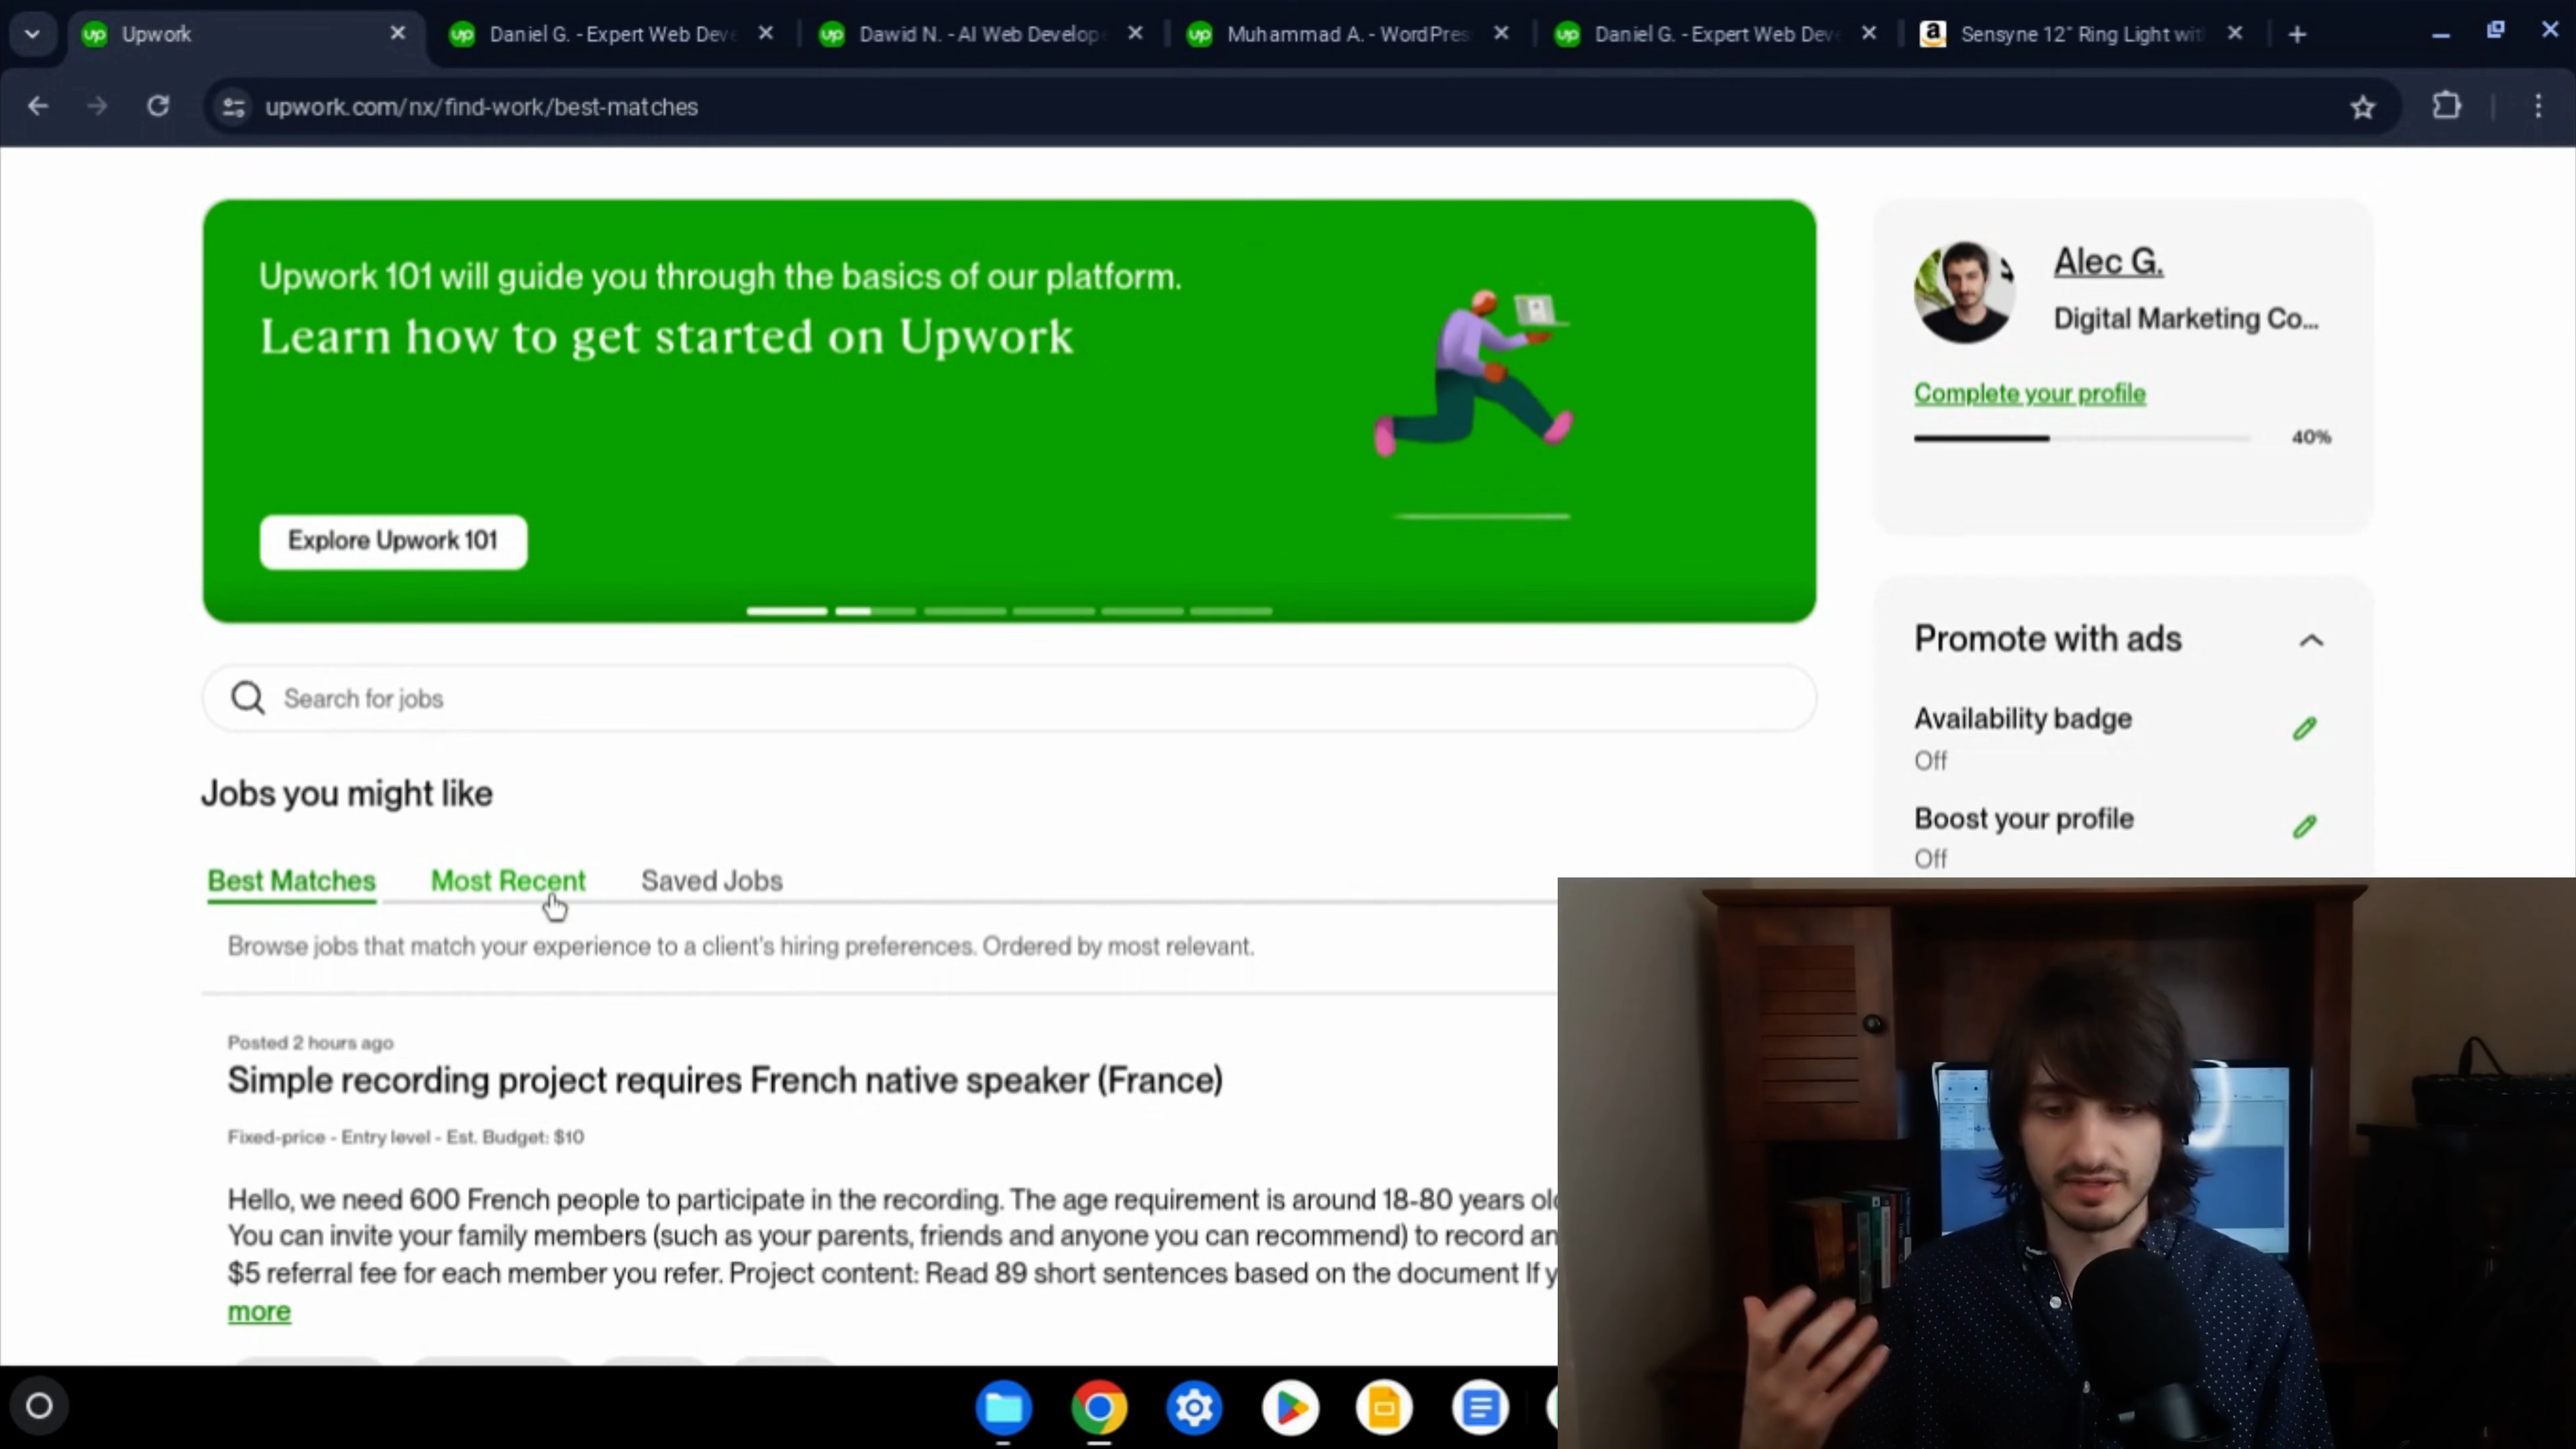 Upwork
Daniel G. - Expert Web Deve
Dawid N. - AI Web Develop
Muhammad A. - WordPres
Daniel G. - Expert Web Deve
Sensyne 12" Ring Light wit
upwork.com/nx/find-work/best-matches
Upwork 101 will guide you through the basics of our platform.
Learn how to get started on Upwork
Explore Upwork 101
Alec G.
Digital Marketing Co...
Complete your profile
40%
Promote with ads
Availability badge
Off
Boost your profile
Off
Search for jobs
Jobs you might like
Best Matches
Most Recent
Saved Jobs
Browse jobs that match your experience to a client's hiring preferences. Ordered by most relevant.
Posted 2 hours ago
Simple recording project requires French native speaker (France)
Fixed-price - Entry level - Est. Budget: $10
Hello, we need 600 French people to participate in the recording. The age requirement is around 18-80 years old
You can invite your family members (such as your parents, friends and anyone you can recommend) to record an
$5 referral fee for each member you refer. Project content: Read 89 short sentences based on the document If y
more